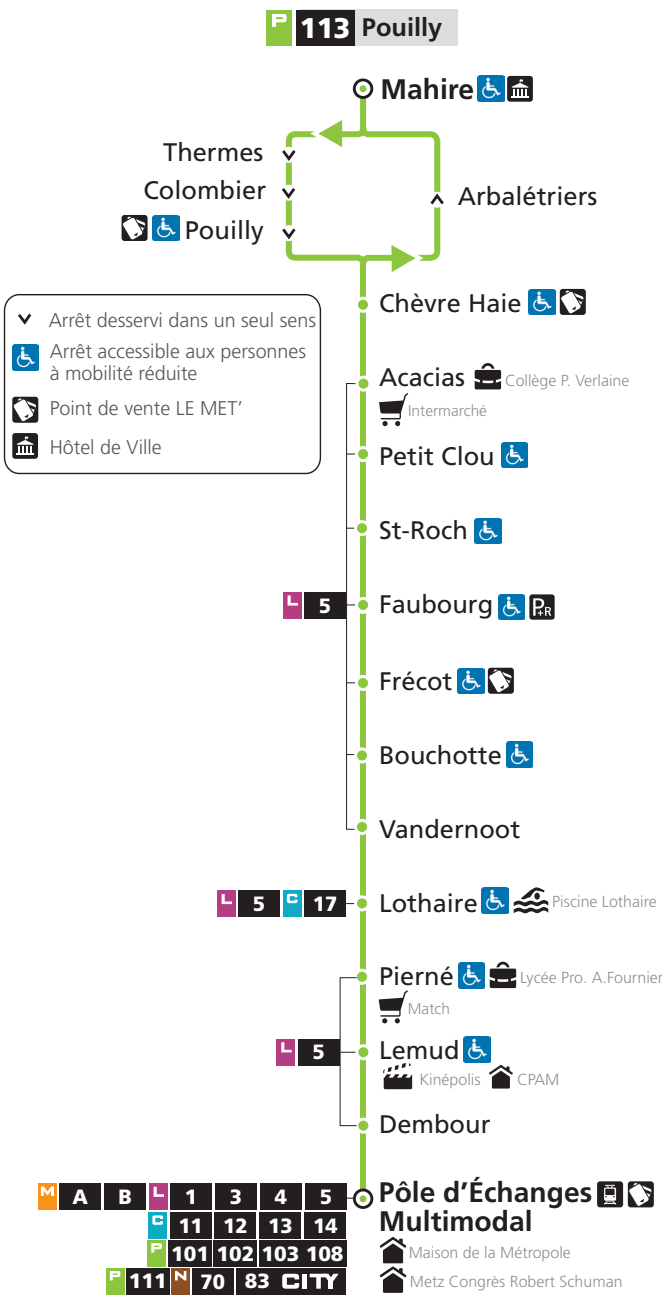 P 113 Pouilly
Mahire
Thermes
Colombier
Pouilly
Arbalétriers
Chèvre Haie
Arrêt desservi dans un seul sens
Arrêt accessible aux personnes
à mobilité réduite
Point de vente LE MET’
Hôtel de Ville
Acacias Collège P. Verlaine
Intermarché
Petit Clou
St-Roch
L 5 Faubourg P+R
Frécot
Bouchotte
Vandernoot
L 5 C 17 Lothaire Piscine Lothaire
Pierné Lycée Pro. A.Fournier
Match
L 5 Lemud
Kinépolis CPAM
Dembour
M A B L 1 3 4 5 Pôle d’Échanges
C 11 12 13 14 Multimodal
P 101 102 103 108 Maison de la Métropole
P 111 N 70 83 CITY Metz Congrès Robert Schuman